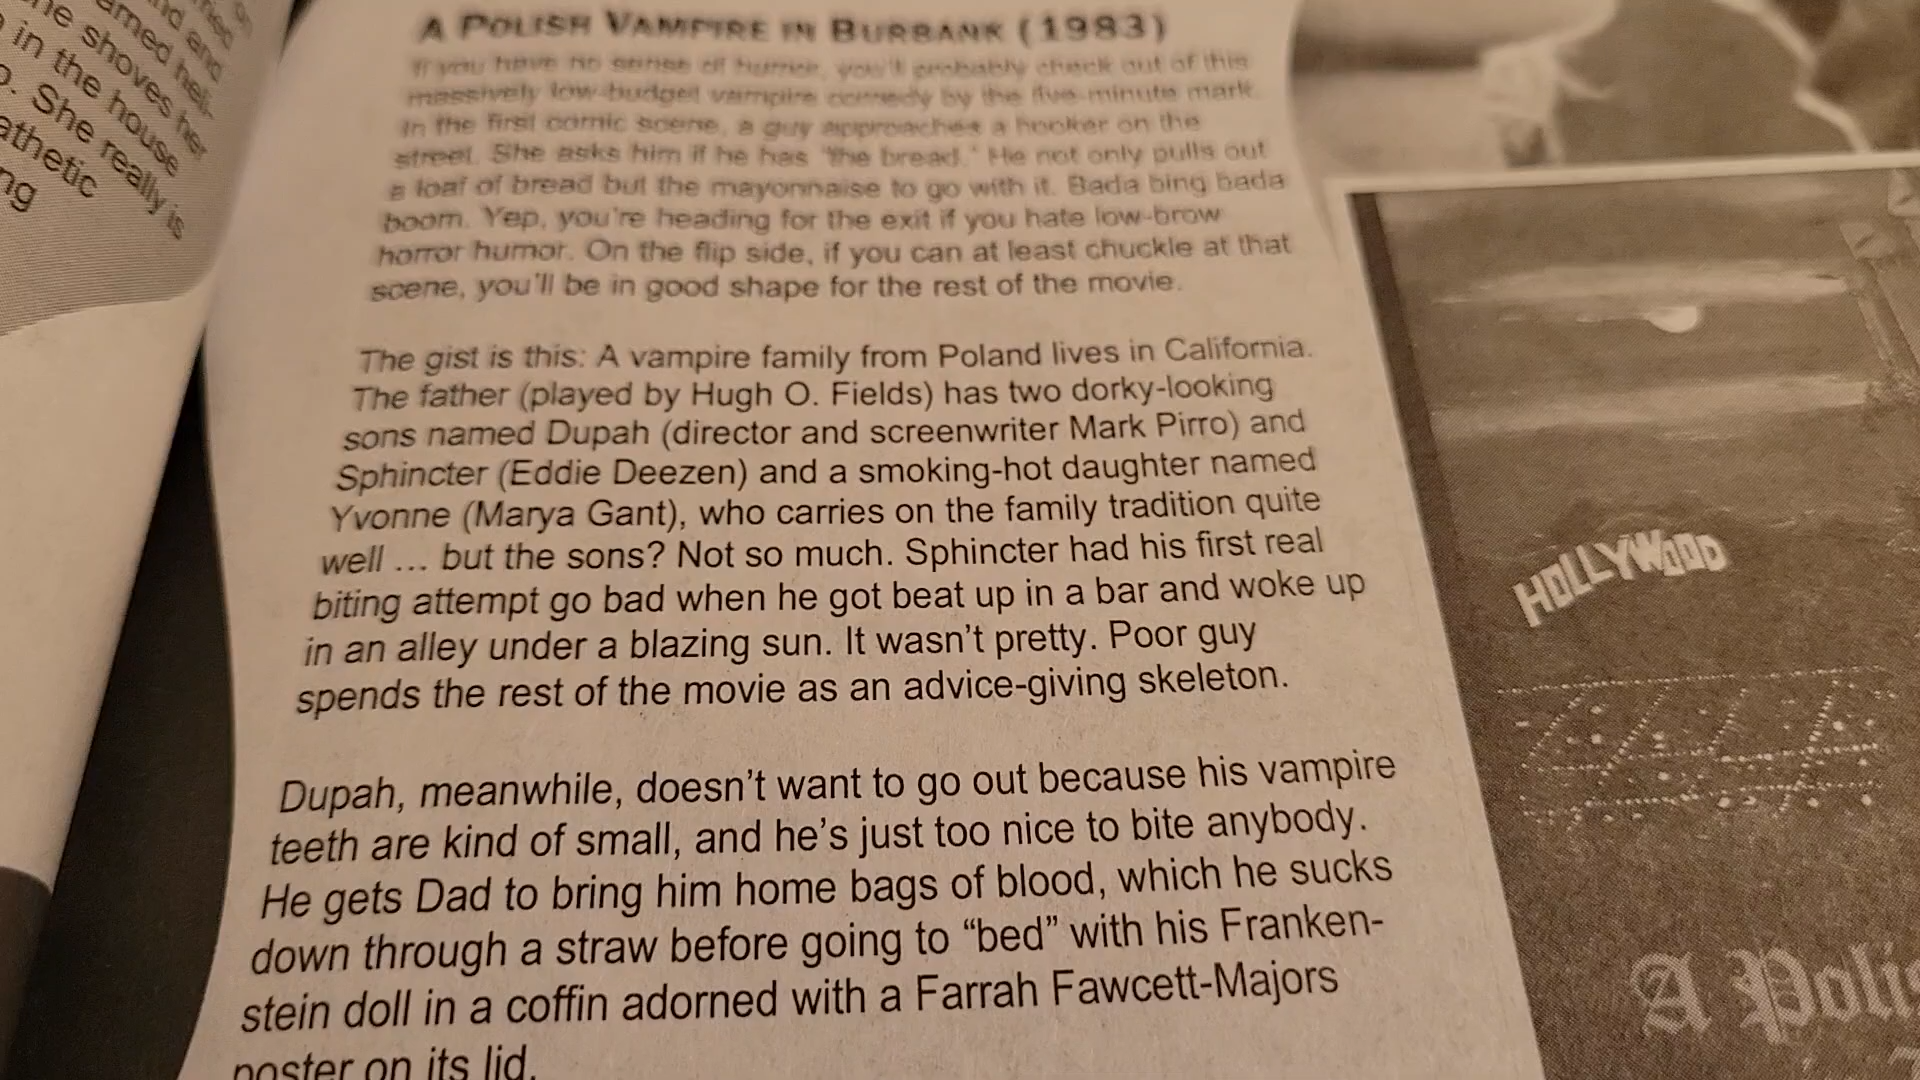 ne shoves her
in the house
o. She really is
athetic
ng
A POLISH VAMPIRE IN BURBANK (1983)
If you have no sense of humor, you'll probably check out of this
massively low-budget vampire comedy by the five-minute mark.
In the first comic scene, a guy approaches a hooker on the
street. She asks him if he has "the bread." He not only pulls out
a loaf of bread but the mayonnaise to go with it. Bada bing bada
boom. Yep, you're heading for the exit if you hate low-brow
horror humor. On the flip side, if you can at least chuckle at that
scene, you'll be in good shape for the rest of the movie.
The gist is this: A vampire family from Poland lives in California.
The father (played by Hugh O. Fields) has two dorky-looking
sons named Dupah (director and screenwriter Mark Pirro) and
Sphincter (Eddie Deezen) and a smoking-hot daughter named
Yvonne (Marya Gant), who carries on the family tradition quite
well ... but the sons? Not so much. Sphincter had his first real
biting attempt go bad when he got beat up in a bar and woke up
in an alley under a blazing sun. It wasn't pretty. Poor guy
spends the rest of the movie as an advice-giving skeleton.
Dupah, meanwhile, doesn't want to go out because his vampire
teeth are kind of small, and he's just too nice to bite anybody.
He gets Dad to bring him home bags of blood, which he sucks
down through a straw before going to "bed" with his Franken-
stein doll in a coffin adorned with a Farrah Fawcett-Majors
poster on its lid.
HOLLYWOOD
A Polis